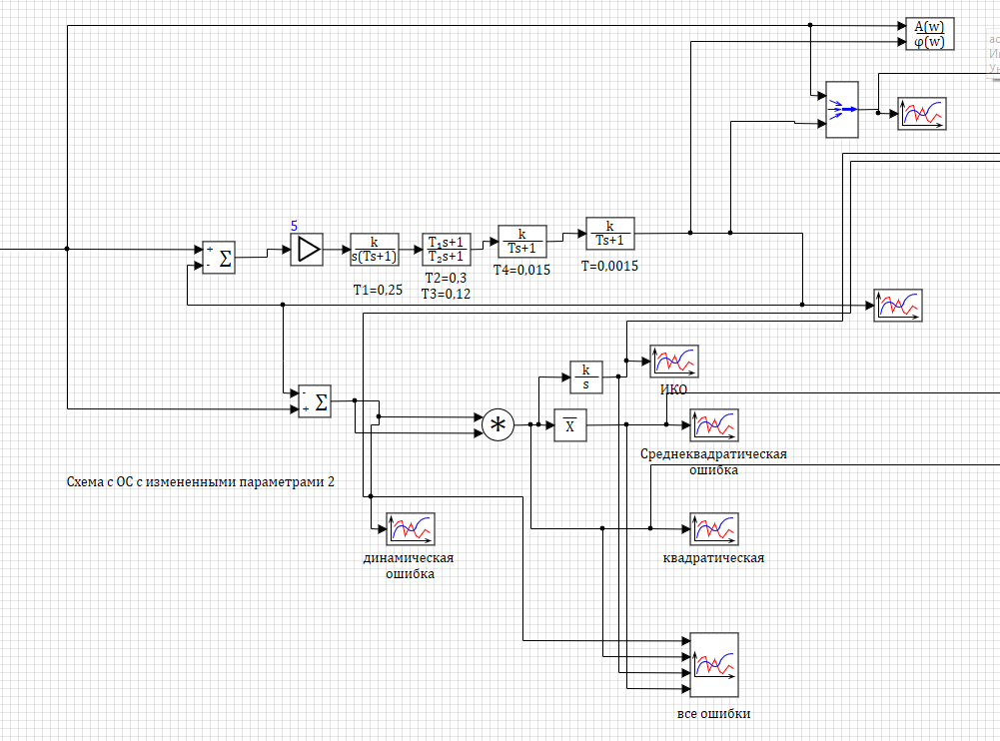 A(w)
φ(w)
ас
И
Ун
5
+
-
Σ
k
s(Ts+1)
T₁s+1
T₂s+1
k
Ts+1
k
Ts+1
T1=0,25
T2=0,3
T3=0,12
T4=0,015
T=0,0015
-
+
Σ
*
k
s
X
ИКО
Среднеквадратическая
ошибка
Схема с ОС с измененными параметрами 2
динамическая
ошибка
квадратическая
все ошибки